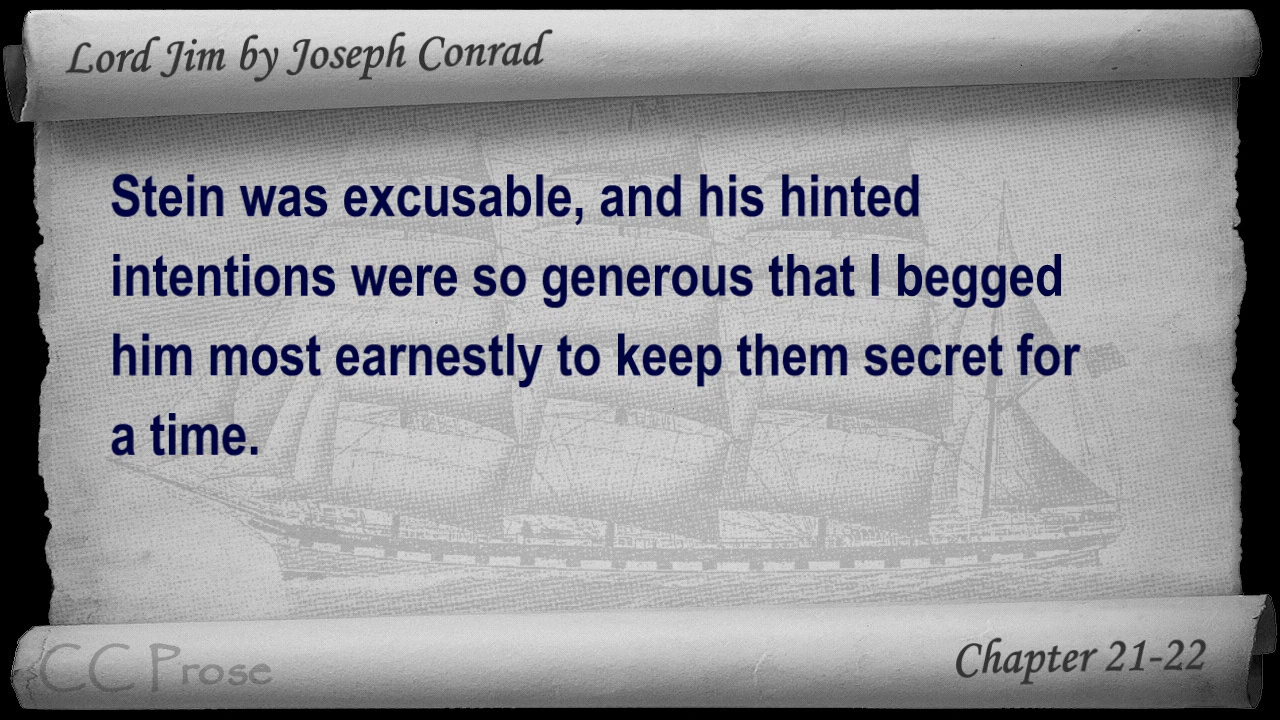 Lord Jim by Joseph Conrad
Stein was excusable, and his hinted
intentions were so generous that I begged
him most earnestly to keep them secret for
a time.
CC Prose
Chapter 21-22